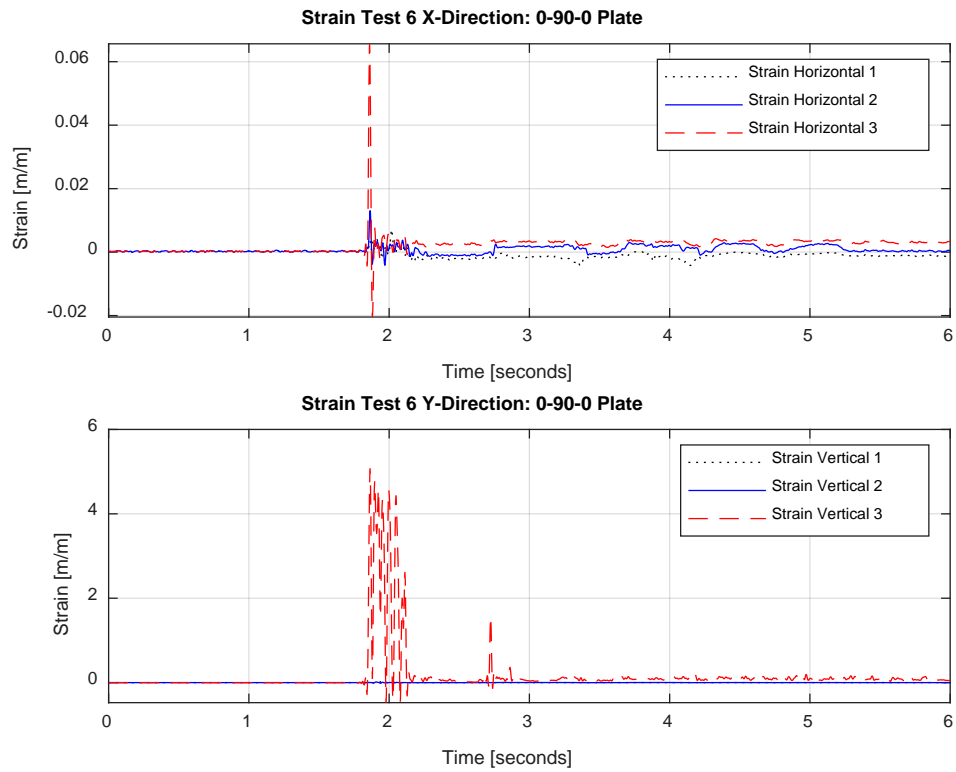 Strain Test 6 X-Direction: 0-90-0 Plate
0.06
0.04
0.02
0
-0.02
Strain [m/m]
Strain Horizontal 1
Strain Horizontal 2
Strain Horizontal 3
0 1 2 3 4 5 6
Time [seconds]
Strain Test 6 Y-Direction: 0-90-0 Plate
6
4
2
0
Strain [m/m]
Strain Vertical 1
Strain Vertical 2
Strain Vertical 3
0 1 2 3 4 5 6
Time [seconds]